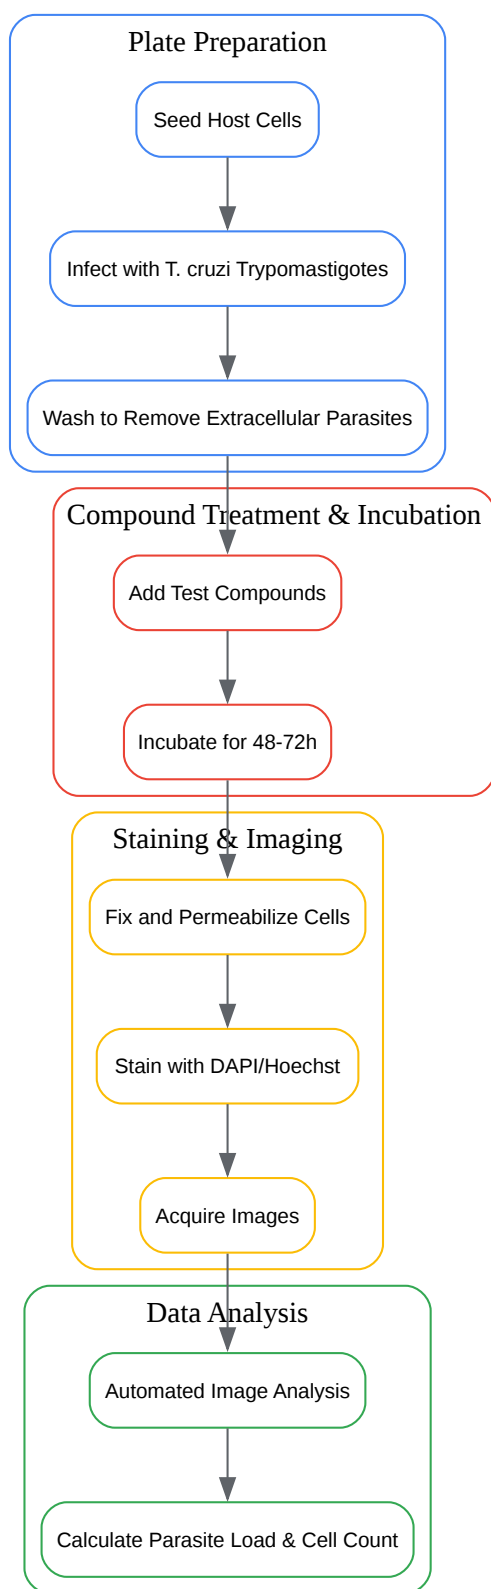 Plate Preparation
Seed Host Cells
Infect with T. cruzi Trypomastigotes
Wash to Remove Extracellular Parasites
Compound Treatment & Incubation
Add Test Compounds
Incubate for 48-72h
Staining & Imaging
Fix and Permeabilize Cells
Stain with DAPI/Hoechst
Acquire Images
Data Analysis
Automated Image Analysis
Calculate Parasite Load & Cell Count